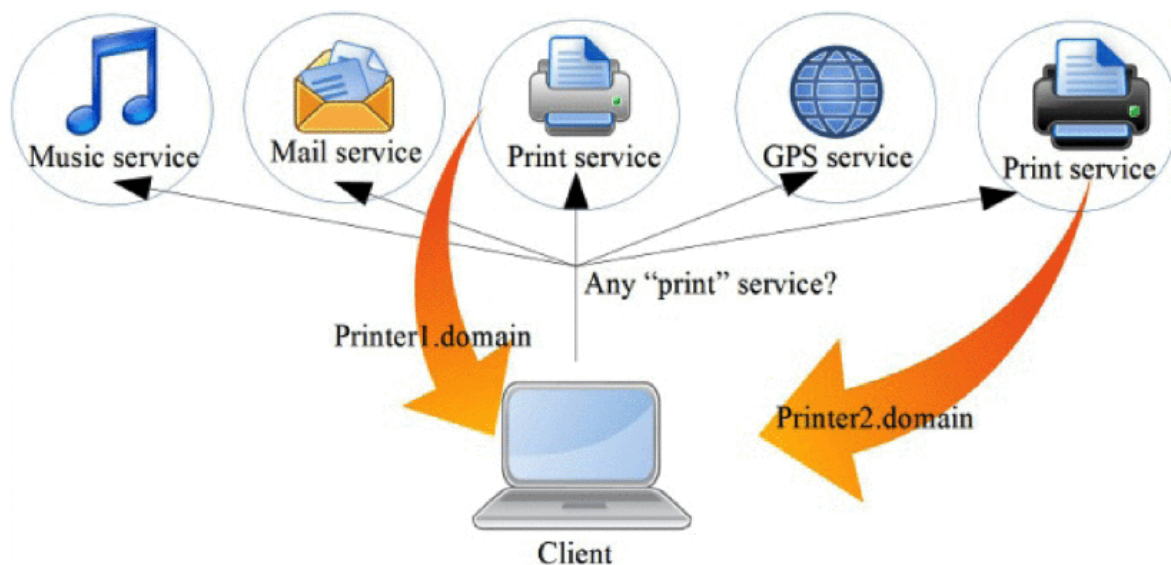 Music service
Mail service
Print service
GPS service
Print service
Any “print” service?
Printer1.domain
Printer2.domain
Client